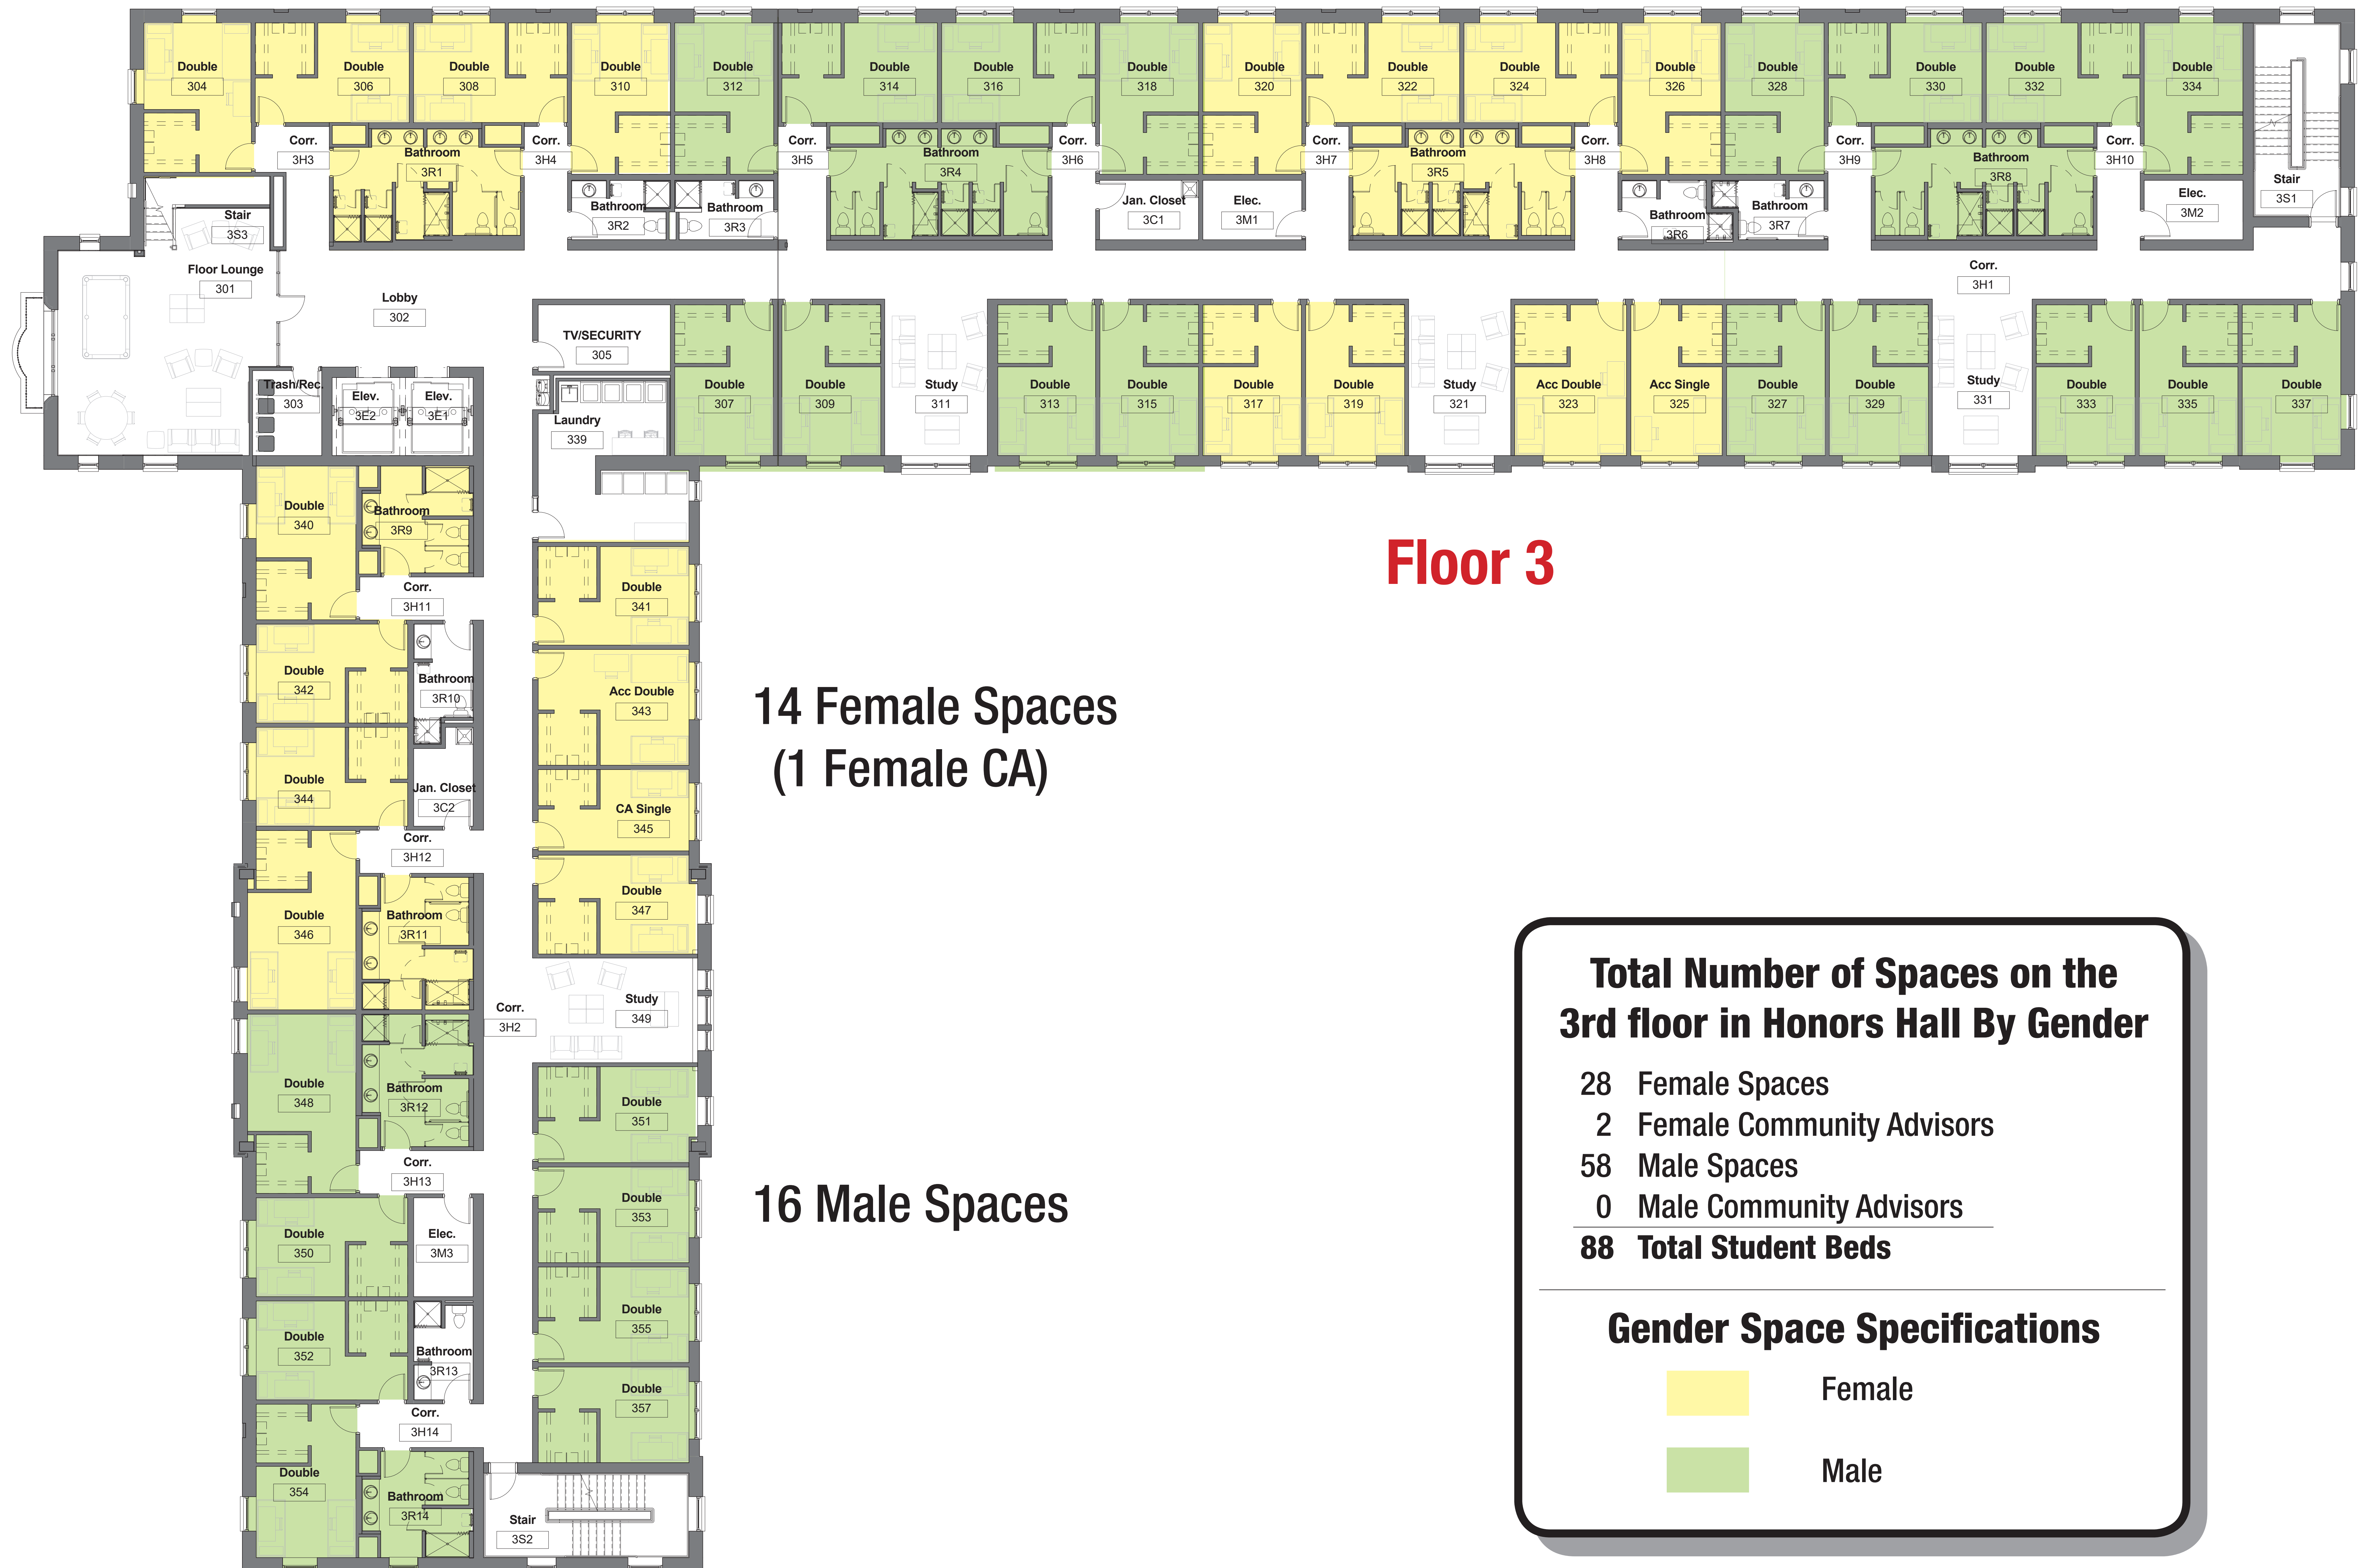 Double
304
Double
306
Double
308
Double
310
Double
312
Double
314
Double
316
Double
318
Double
320
Double
322
Double
324
Double
326
Double
328
Double
330
Double
332
Double
334
Corr.
3H3
Bathroom
3R1
Corr.
3H4
Corr.
3H5
Bathroom
3R4
Corr.
3H6
Corr.
3H7
Bathroom
3R5
Corr.
3H8
Corr.
3H9
Bathroom
3R8
Corr.
3H10
Stair
3S1
Stair
3S3
Bathroom
3R2
Bathroom
3R3
Jan. Closet
3C1
Elec.
3M1
Bathroom
3R6
Bathroom
3R7
Elec.
3M2
Floor Lounge
301
Lobby
302
Corr.
3H1
TV/SECURITY
305
Trash/Rec.
303
Elev.
3E2
Elev.
3E1
Laundry
339
Double
307
Double
309
Study
311
Double
313
Double
315
Double
317
Double
319
Study
321
Acc Double
323
Acc Single
325
Double
327
Double
329
Study
331
Double
333
Double
335
Double
337
Floor 3
Double
340
Bathroom
3R9
Corr.
3H11
Double
341
Double
342
Bathroom
3R10
Acc Double
343
Double
344
Jan. Closet
3C2
CA Single
345
Corr.
3H12
Double
346
Bathroom
3R11
Double
347
Corr.
3H2
Study
349
Double
348
Bathroom
3R12
Double
351
Corr.
3H13
Double
350
Elec.
3M3
Double
353
Double
352
Bathroom
3R13
Double
355
Corr.
3H14
Double
357
Double
354
Bathroom
3R14
Stair
3S2
14 Female Spaces
(1 Female CA)
16 Male Spaces
Total Number of Spaces on the
3rd floor in Honors Hall By Gender
28 Female Spaces
2 Female Community Advisors
58 Male Spaces
0 Male Community Advisors
88 Total Student Beds
Gender Space Specifications
Female
Male